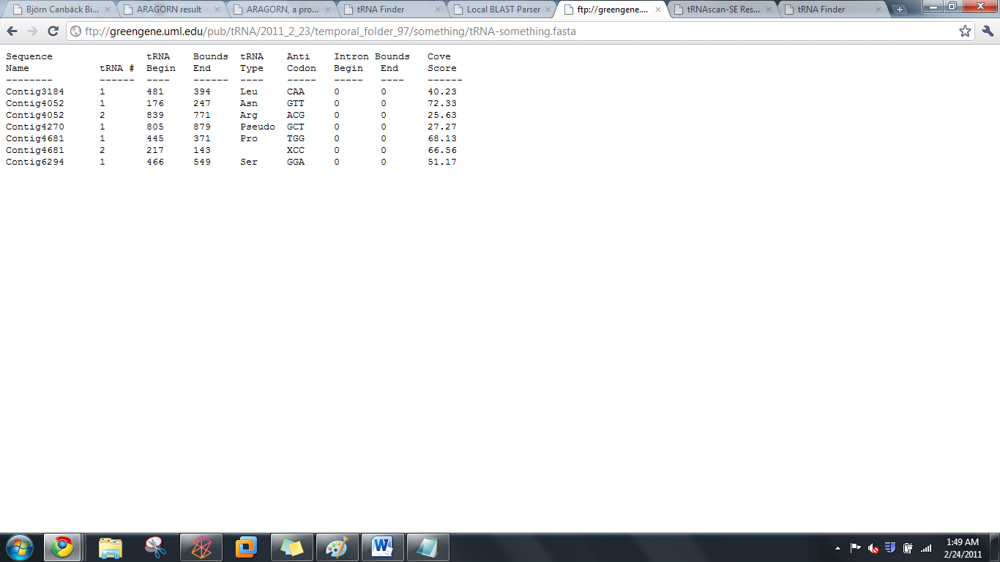 Björn Canbäck Bi... ARAGORN result ARAGORN, a pro... tRNA Finder Local BLAST Parser ftp://greengene.... tRNAscan-SE Res... tRNA Finder
ftp://greengene.uml.edu/pub/tRNA/2011_2_23/temporal_folder_97/something/tRNA-something.fasta
Sequence tRNA Bounds tRNA Anti Intron Bounds Cove
Name tRNA # Begin End Type Codon Begin End Score
-------- ------ ---- ------ ---- ----- ----- ---- ------
Contig3184 1 481 394 Leu CAA 0 0 40.23
Contig4052 1 176 247 Asn GTT 0 0 72.33
Contig4052 2 839 771 Arg ACG 0 0 25.63
Contig4270 1 805 879 Pseudo GCT 0 0 27.27
Contig4681 1 445 371 Pro TGG 0 0 68.13
Contig4681 2 217 143 XCC 0 0 66.56
Contig6294 1 466 549 Ser GGA 0 0 51.17
1:49 AM
2/24/2011